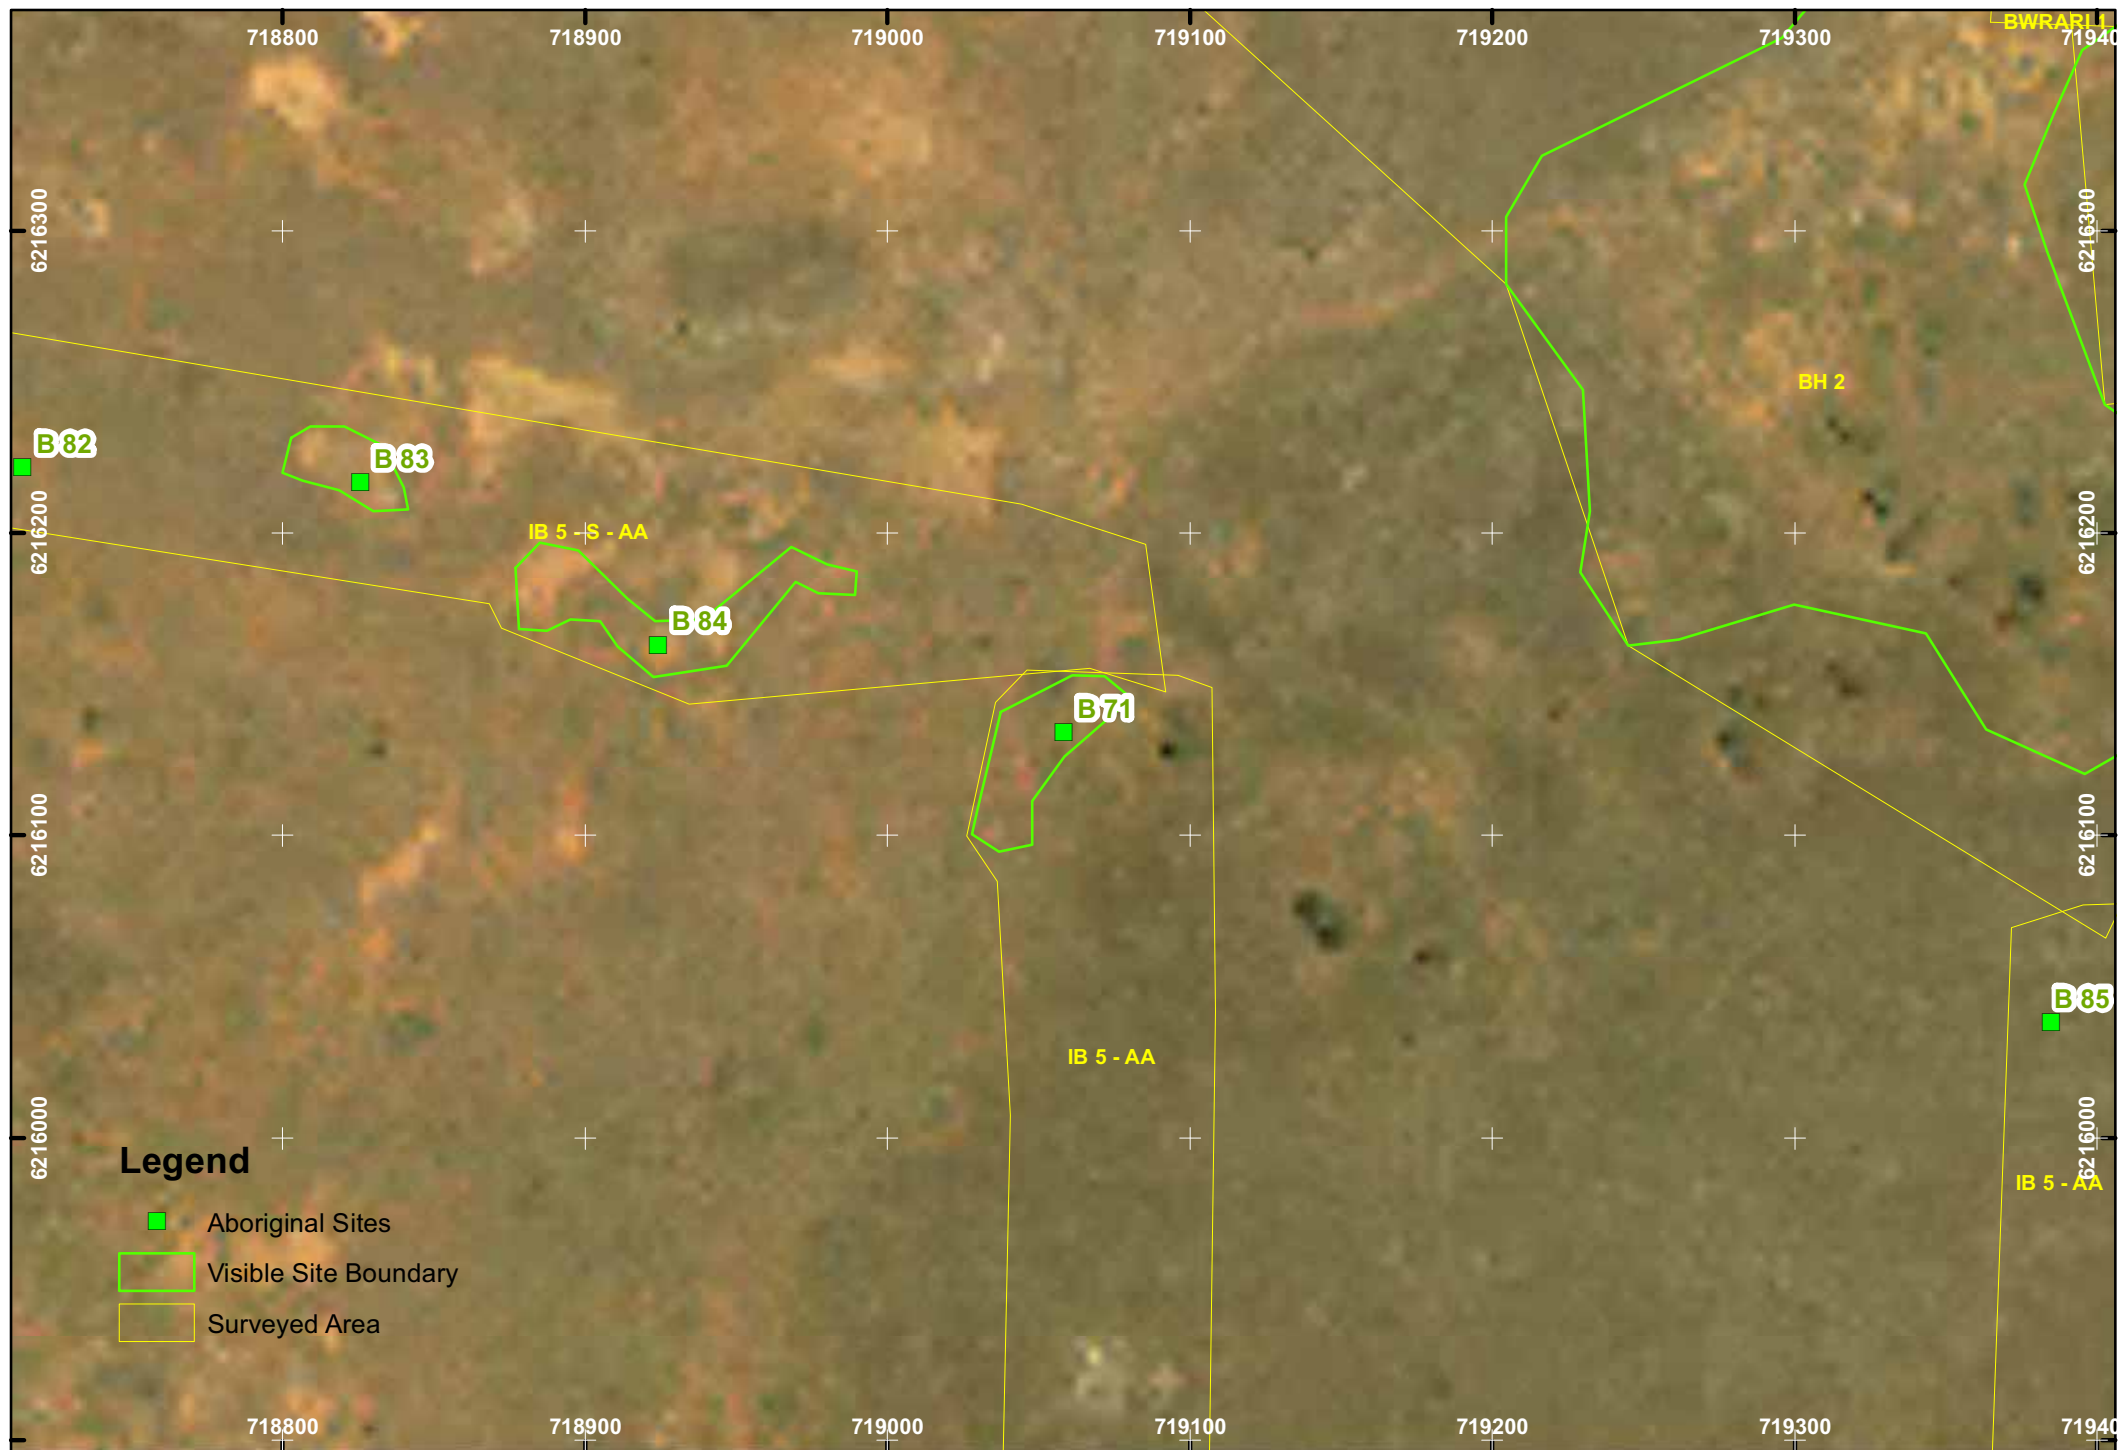 BWRARI 1
718800 718900 719000 719100 719200 719300 71940
6216300 6216300
BH 2
B 82
B 83
6216200 IB 5 - S - AA 6216200
B 84
B 71
6216100 6216100
B 85
IB 5 - AA
6216000 6216000
Legend
IB 5 - AA
Aboriginal Sites
Visible Site Boundary
Surveyed Area
718800 718900 719000 719100 719200 719300 71940